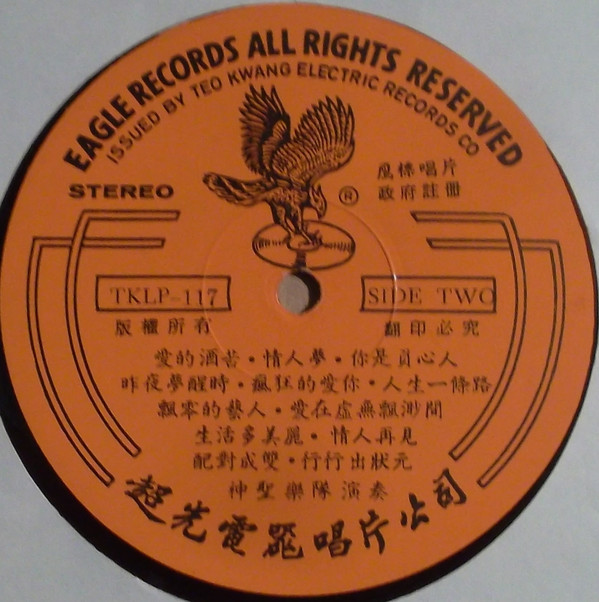 EAGLE RECORDS ALL RIGHTS RESERVED
ISSUED BY TEO KWANG ELECTRIC RECORDS CO
STEREO
®
風標唱片
政府註冊
TKLP-117
SIDE TWO
版權所有
翻印必究
愛的酒苦・情人夢・你是貞心人
昨夜夢醒時・瘋狂的愛你・人生一條路
飄零的藝人・愛在虛無飄渺間
生活多美麗・情人再見
配對成雙・行行出狀元
神聖樂隊演奏
超光電器唱片公司